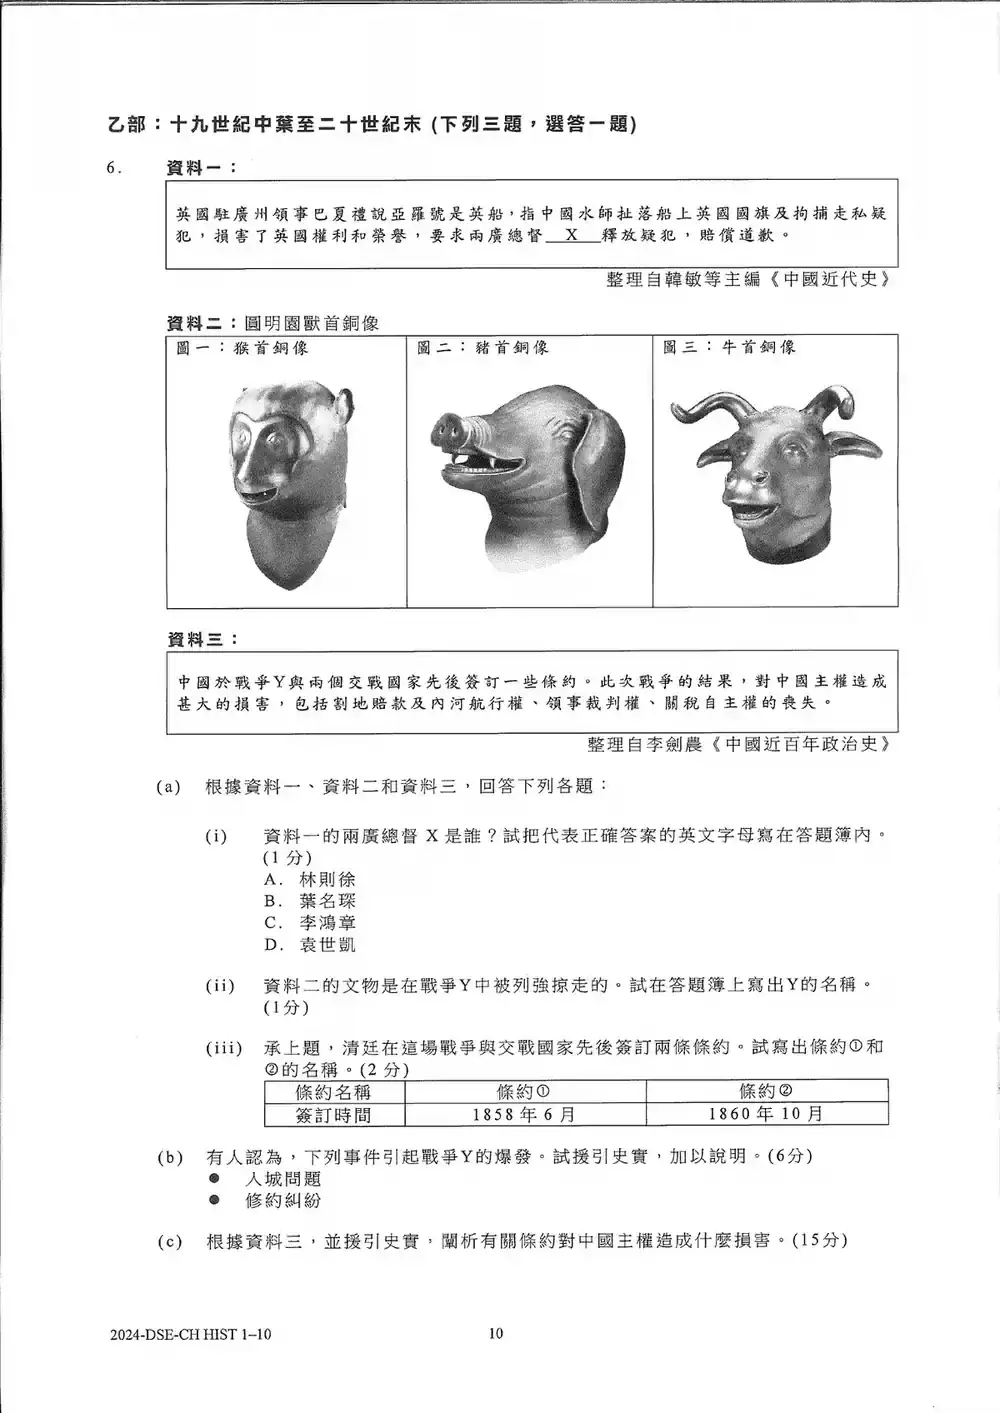 乙部：十九世紀中葉至二十世紀末 (下列三題，選答一題)
6. 資料一：
英國駐廣州領事巴夏禮說亞羅號是英船，指中國水師扯落船上英國國旗及拘捕走私疑
犯，損害了英國權利和榮譽，要求兩廣總督 X 釋放疑犯，賠償道歉。
整理自韓敏等主編《中國近代史》
資料二：圓明園獸首銅像
圖一：猴首銅像 圖二：豬首銅像 圖三：牛首銅像
資料三：
中國於戰爭Y與兩個交戰國家先後簽訂一些條約。此次戰爭的結果，對中國主權造成
甚大的損害，包括割地賠款及內河航行權、領事裁判權、關稅自主權的喪失。
整理自李劍農《中國近百年政治史》
(a) 根據資料一、資料二和資料三，回答下列各題：
(i) 資料一的兩廣總督 X 是誰？試把代表正確答案的英文字母寫在答題簿內。
(1 分)
A. 林則徐
B. 葉名琛
C. 李鴻章
D. 袁世凱
(ii) 資料二的文物是在戰爭Y中被列強掠走的。試在答題簿上寫出Y的名稱。
(1分)
(iii) 承上題，清廷在這場戰爭與交戰國家先後簽訂兩條條約。試寫出條約①和
②的名稱。(2 分)
條約名稱 條約① 條約②
簽訂時間 1858 年 6 月 1860 年 10 月
(b) 有人認為，下列事件引起戰爭Y的爆發。試援引史實，加以說明。(6分)
● 入城問題
● 修約糾紛
(c) 根據資料三，並援引史實，闡析有關條約對中國主權造成什麼損害。(15分)
2024-DSE-CH HIST 1–10 10